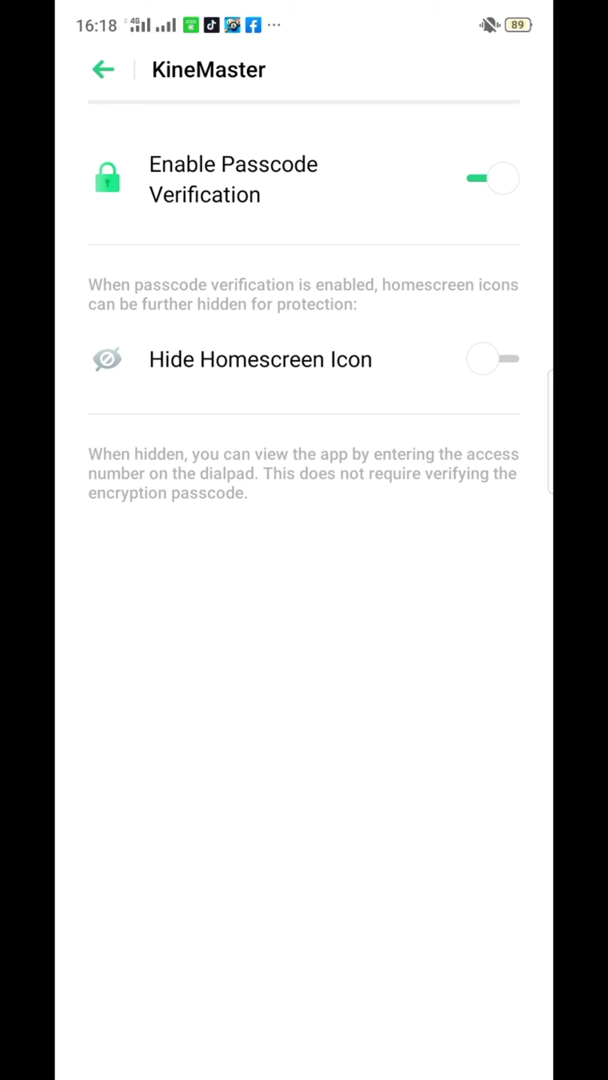 16:18 4G 89
KineMaster
Enable Passcode
Verification
When passcode verification is enabled, homescreen icons
can be further hidden for protection:
Hide Homescreen Icon
When hidden, you can view the app by entering the access
number on the dialpad. This does not require verifying the
encryption passcode.